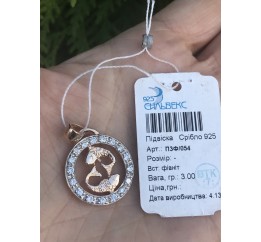 925
СИЛЬВЕКС
Підвіска Срібло 925
Арт.: П3Ф/054
Розмір: -
Вст: фіаніт
Вага, гр.: 3.00
Ціна,грн.:
Дата виробництва: 4.13